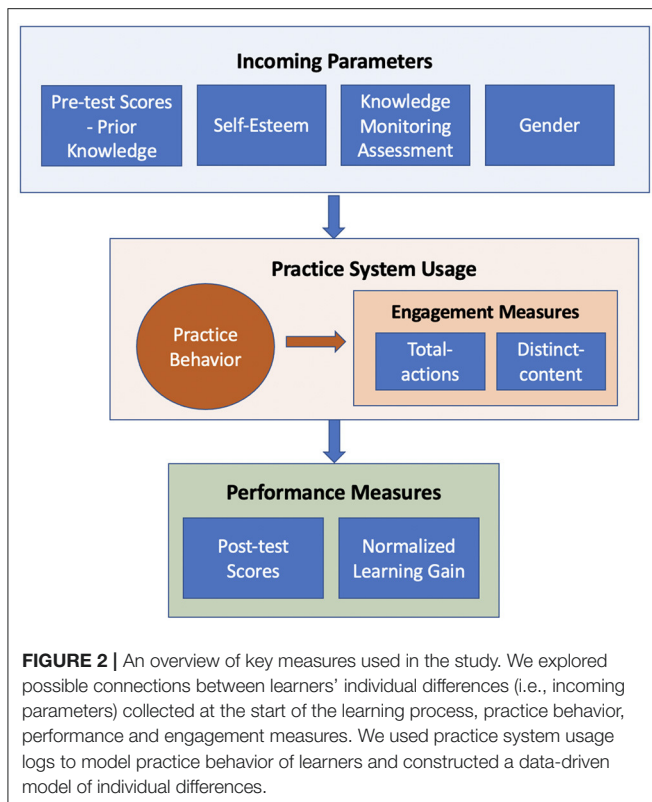 Incoming Parameters
Pre-test Scores
- Prior
Knowledge
Self-Esteem
Knowledge
Monitoring
Assessment
Gender
Practice System Usage
Practice
Behavior
Engagement Measures
Total-
actions
Distinct-
content
Performance Measures
Post-test
Scores
Normalized
Learning Gain
FIGURE 2 | An overview of key measures used in the study. We explored
possible connections between learners’ individual differences (i.e., incoming
parameters) collected at the start of the learning process, practice behavior,
performance and engagement measures. We used practice system usage
logs to model practice behavior of learners and constructed a data-driven
model of individual differences.